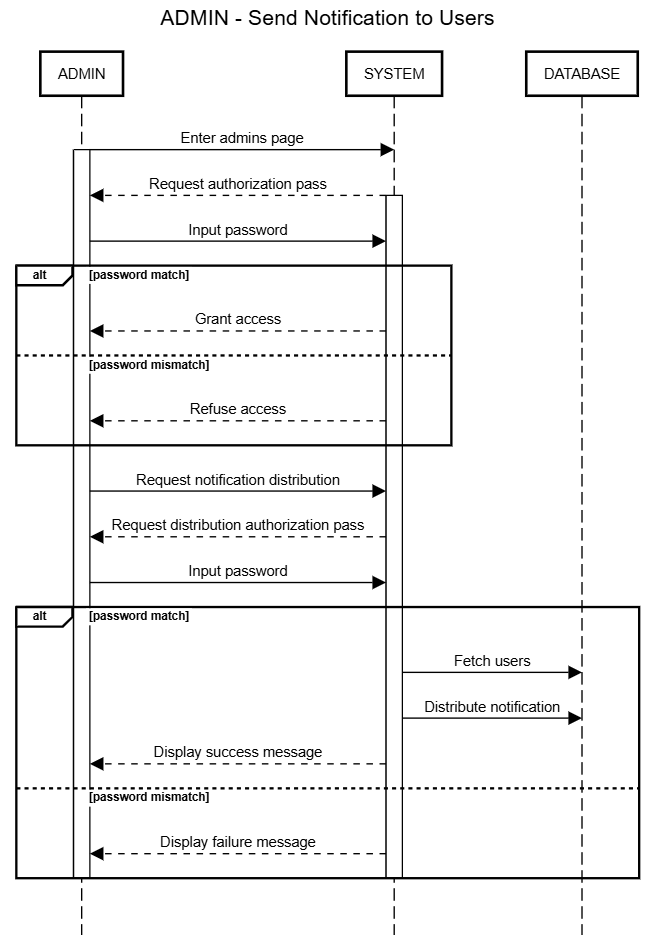 ADMIN - Send Notification to Users
ADMIN
SYSTEM
DATABASE
Enter admins page
Request authorization pass
Input password
alt
[password match]
Grant access
[password mismatch]
Refuse access
Request notification distribution
Request distribution authorization pass
Input password
alt
[password match]
Fetch users
Distribute notification
Display success message
[password mismatch]
Display failure message